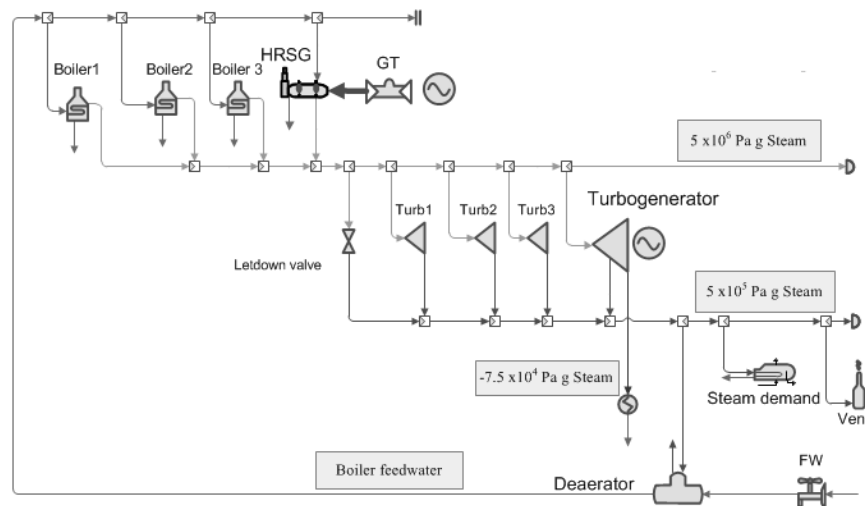 HRSG
GT
Boiler1
Boiler2
Boiler 3
5 x10⁶ Pa g Steam
Turb1
Turb2
Turb3
Turbogenerator
Letdown valve
5 x10⁵ Pa g Steam
-7.5 x10⁴ Pa g Steam
Steam demand
Ven
Boiler feedwater
Deaerator
FW